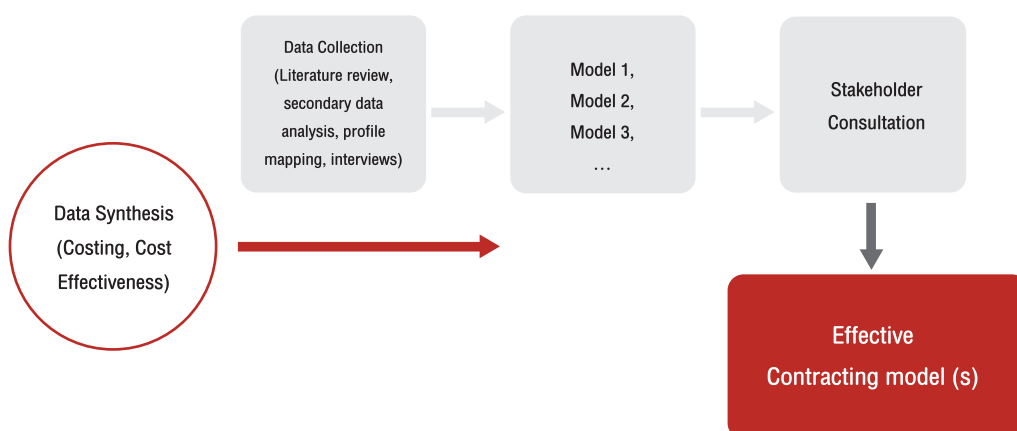 Data Collection
(Literature review,
secondary data
analysis, profile
mapping, interviews)
Model 1,
Model 2,
Model 3,
...
Stakeholder
Consultation
Data Synthesis
(Costing, Cost
Effectiveness)
Effective
Contracting model (s)